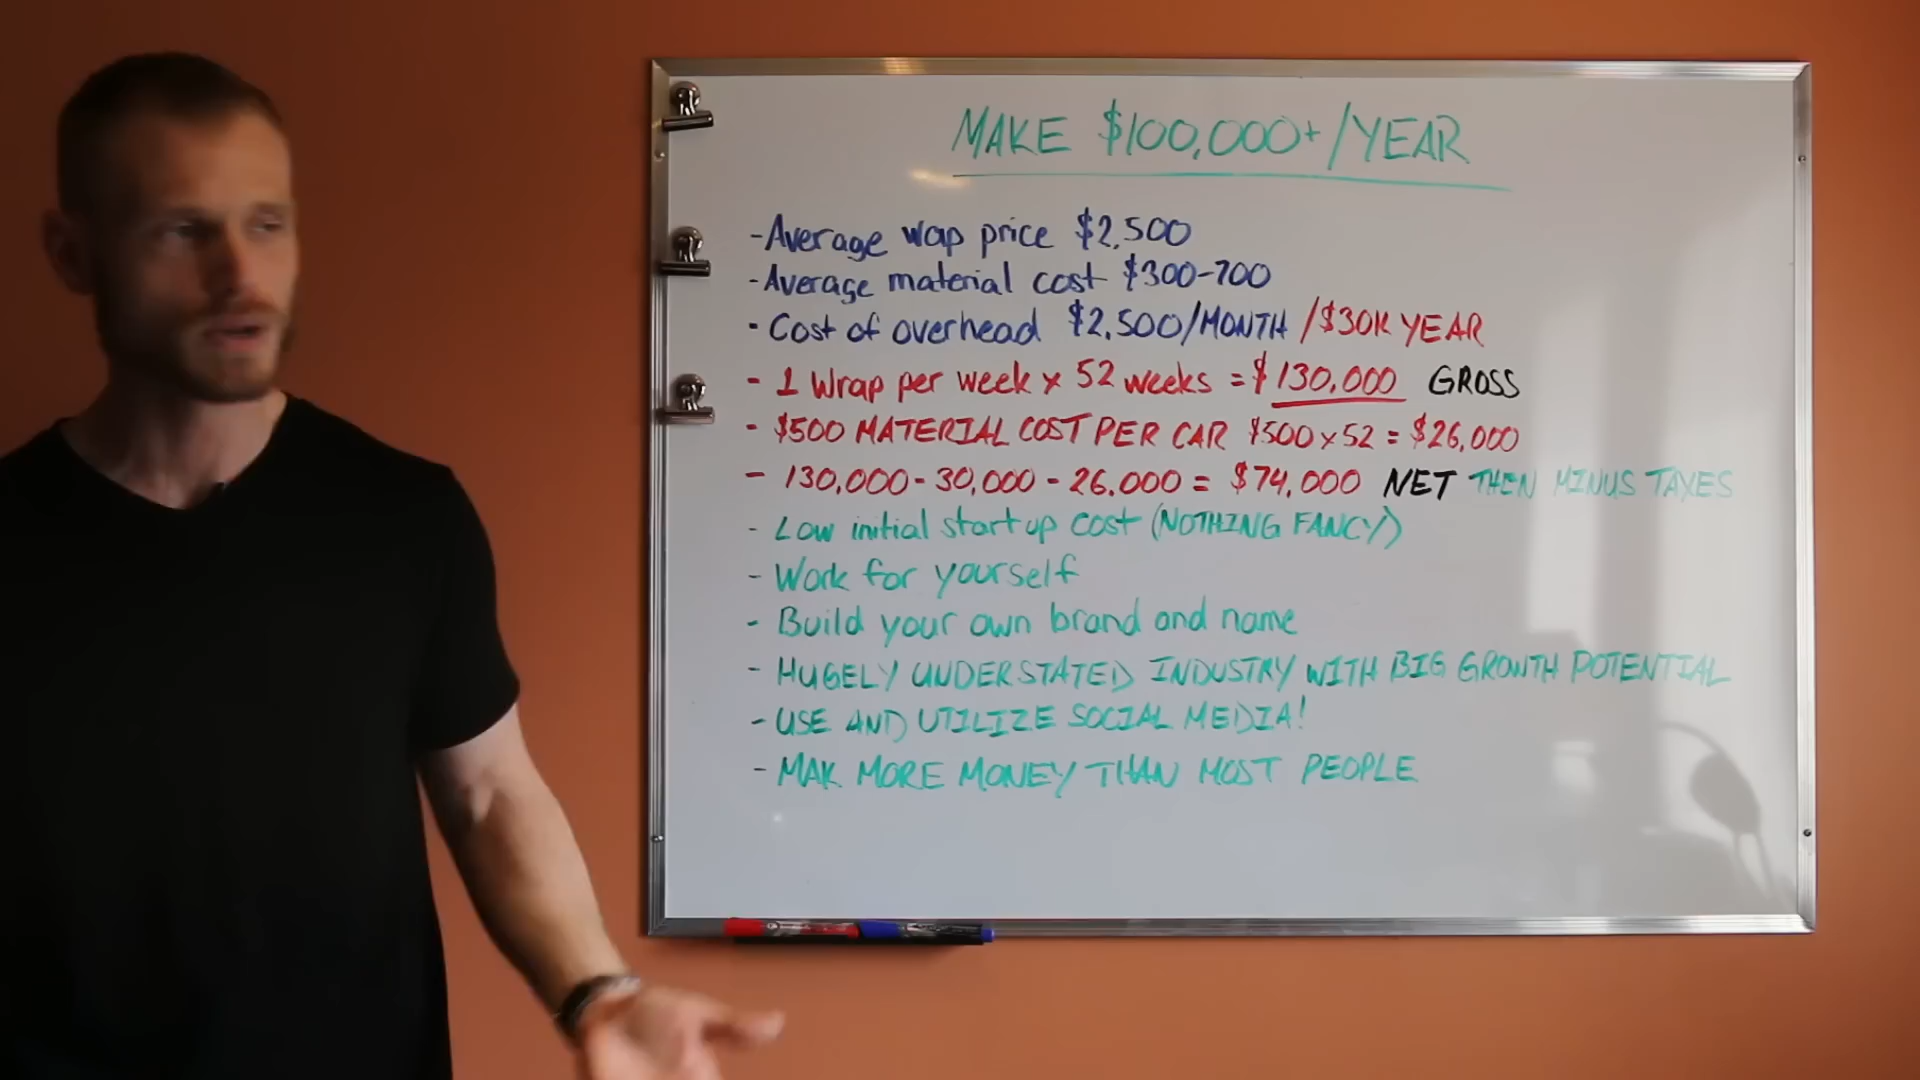 MAKE $100,000+/YEAR
-Average wap price $2,500
-Average material cost $300-700
- Cost of overhead $2,500/MONTH /$30K YEAR
- 1 Wrap per week x 52 weeks = $130,000 GROSS
- $500 MATERIAL COST PER CAR $500 x 52 = $26,000
- 130,000 - 30,000 - 26,000 = $74,000 NET THEN MINUS TAXES
- Low initial startup cost (NOTHING FANCY)
- Work for yourself
- Build your own brand and name
- HUGELY UNDERSTATED INDUSTRY WITH BIG GROWTH POTENTIAL
- USE AND UTILIZE SOCIAL MEDIA!
- MAK MORE MONEY THAN MOST PEOPLE